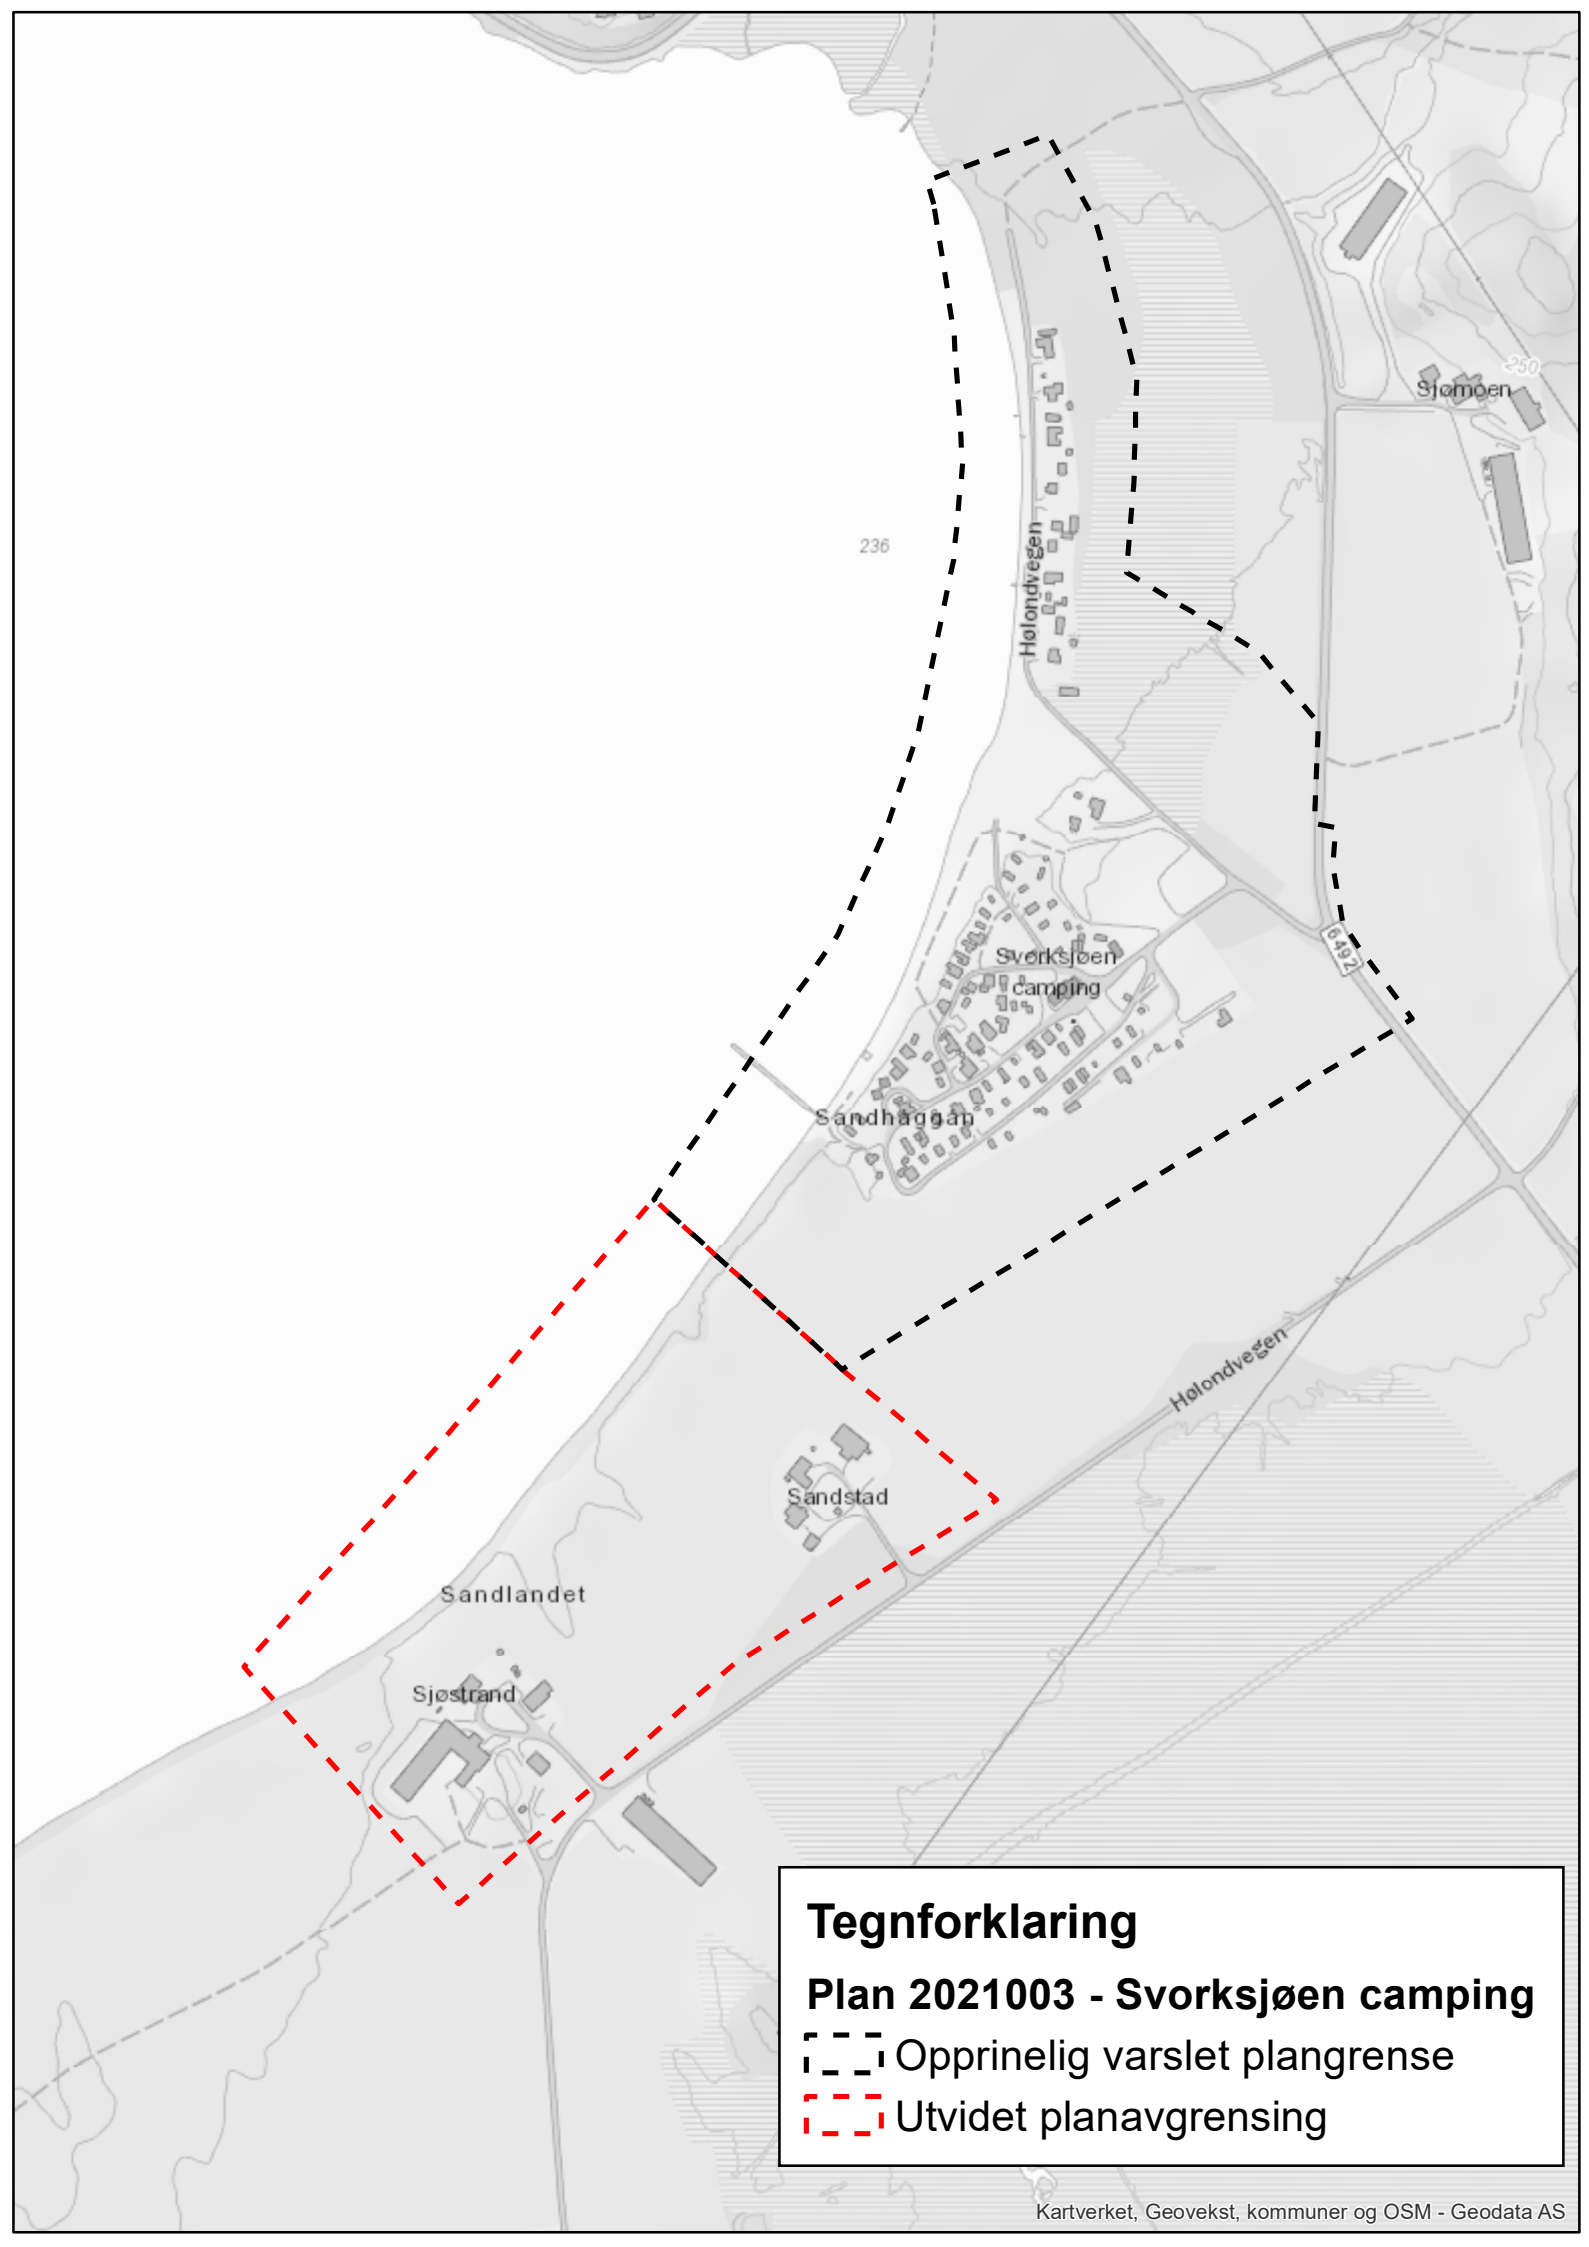 250
Sjømoen
236
Hølondvegen
Svorksjøen
camping
6492
Sandhaggan
Hølondvegen
Sandstad
Sandlandet
Sjøstrand
Tegnforklaring
Plan 2021003 - Svorksjøen camping
Opprinelig varslet plangrense
Utvidet planavgrensing
Kartverket, Geovekst, kommuner og OSM - Geodata AS